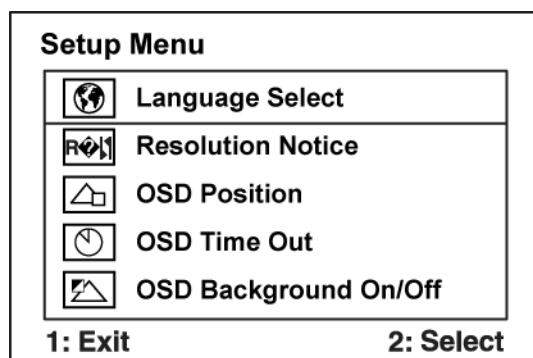 Setup Menu
Language Select
Resolution Notice
OSD Position
OSD Time Out
OSD Background On/Off
1: Exit 2: Select